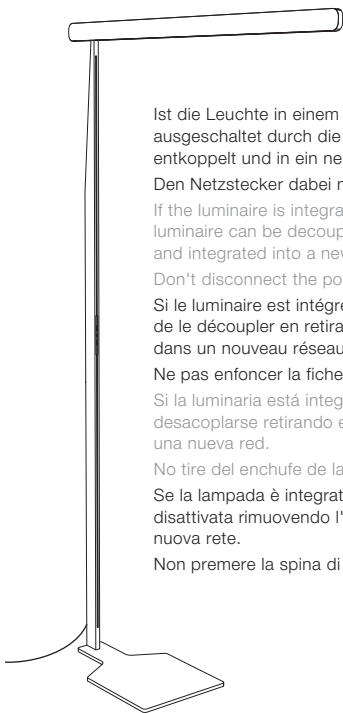 Ist die Leuchte in einem
ausgeschaltet durch die
entkoppelt und in ein ne
Den Netzstecker dabei n
If the luminaire is integra
luminaire can be decoup
and integrated into a nev
Don't disconnect the po
Si le luminaire est intégré
de le découpler en retira
dans un nouveau réseau
Ne pas enfoncer la fiche
Si la luminaria está integ
desacoplarse retirando e
una nueva red.
No tire del enchufe de la
Se la lampada è integrat
disattivata rimuovendo l'
nuova rete.
Non premere la spina di